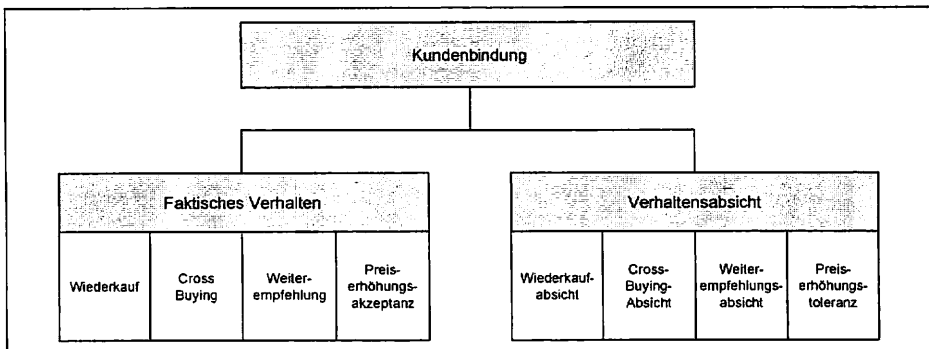 Kundenbindung
Faktisches Verhalten
Wiederkauf
Cross
Buying
Weiter-
empfehlung
Preis-
erhöhungs-
akzeptanz
Verhaltensabsicht
Wiederkauf-
absicht
Cross-
Buying-
Absicht
Weiter-
empfehlungs-
absicht
Preis-
erhöhungs-
toleranz